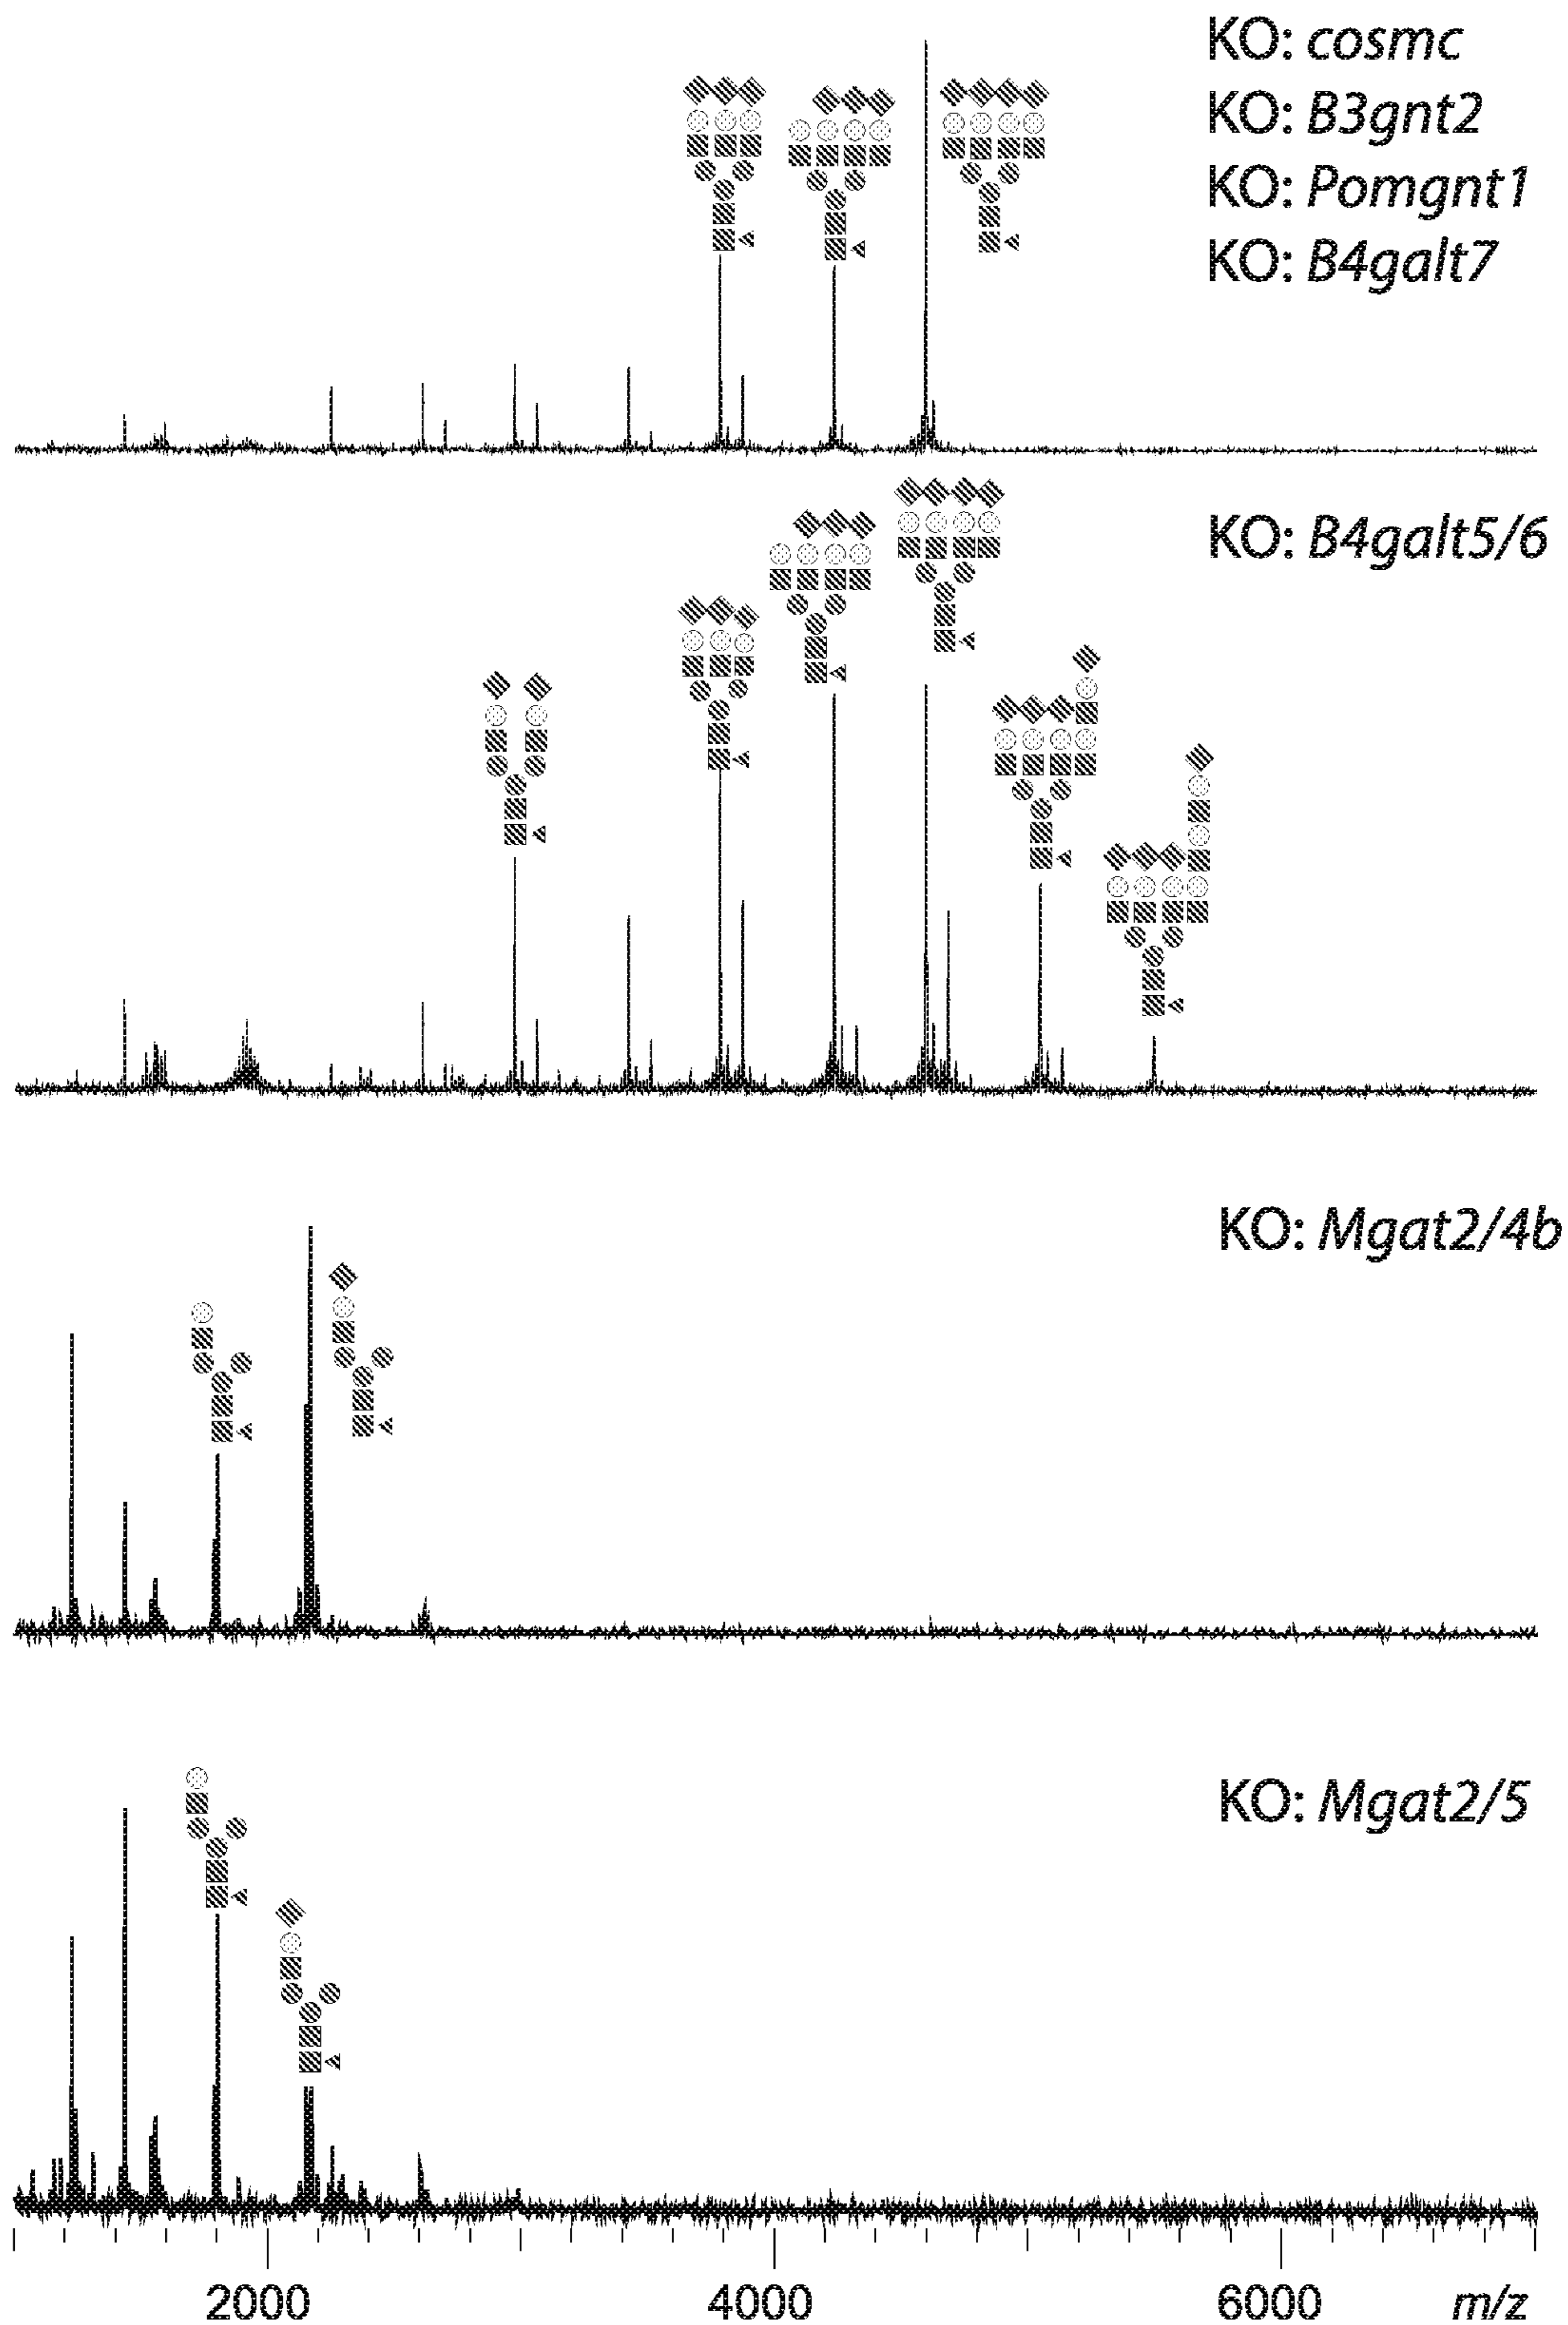 KO: cosmc
KO: B3gnt2
KO: Pomgnt1
KO: B4galt7
KO: B4galt5/6
KO: Mgat2/4b
KO: Mgat2/5
2000 4000 6000 m/z